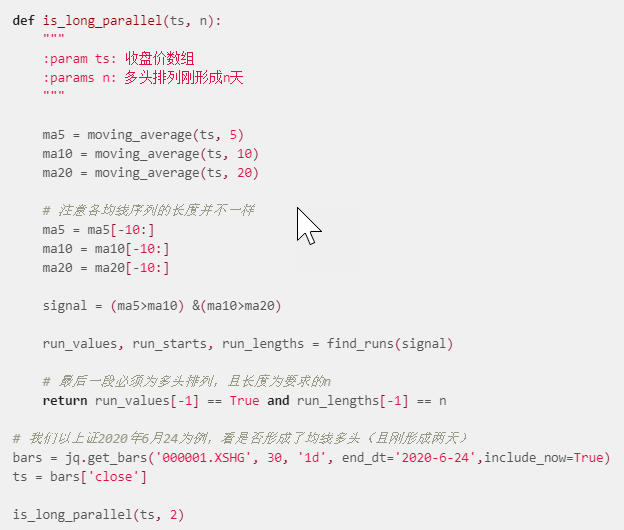 def is_long_parallel(ts, n):
    """
    :param ts: 收盘价数组
    :params n: 多头排列刚形成n天
    """
    ma5 = moving_average(ts, 5)
    ma10 = moving_average(ts, 10)
    ma20 = moving_average(ts, 20)
    # 注意各均线序列的长度并不一样
    ma5 = ma5[-10:]
    ma10 = ma10[-10:]
    ma20 = ma20[-10:]
    signal = (ma5>ma10) &(ma10>ma20)
    run_values, run_starts, run_lengths = find_runs(signal)
    # 最后一段必须为多头排列，且长度为要求的n
    return run_values[-1] == True and run_lengths[-1] == n
# 我们以上证2020年6月24为例，看是否形成了均线多头（且刚形成两天）
bars = jq.get_bars('000001.XSHG', 30, '1d', end_dt='2020-6-24',include_now=True)
ts = bars['close']
is_long_parallel(ts, 2)